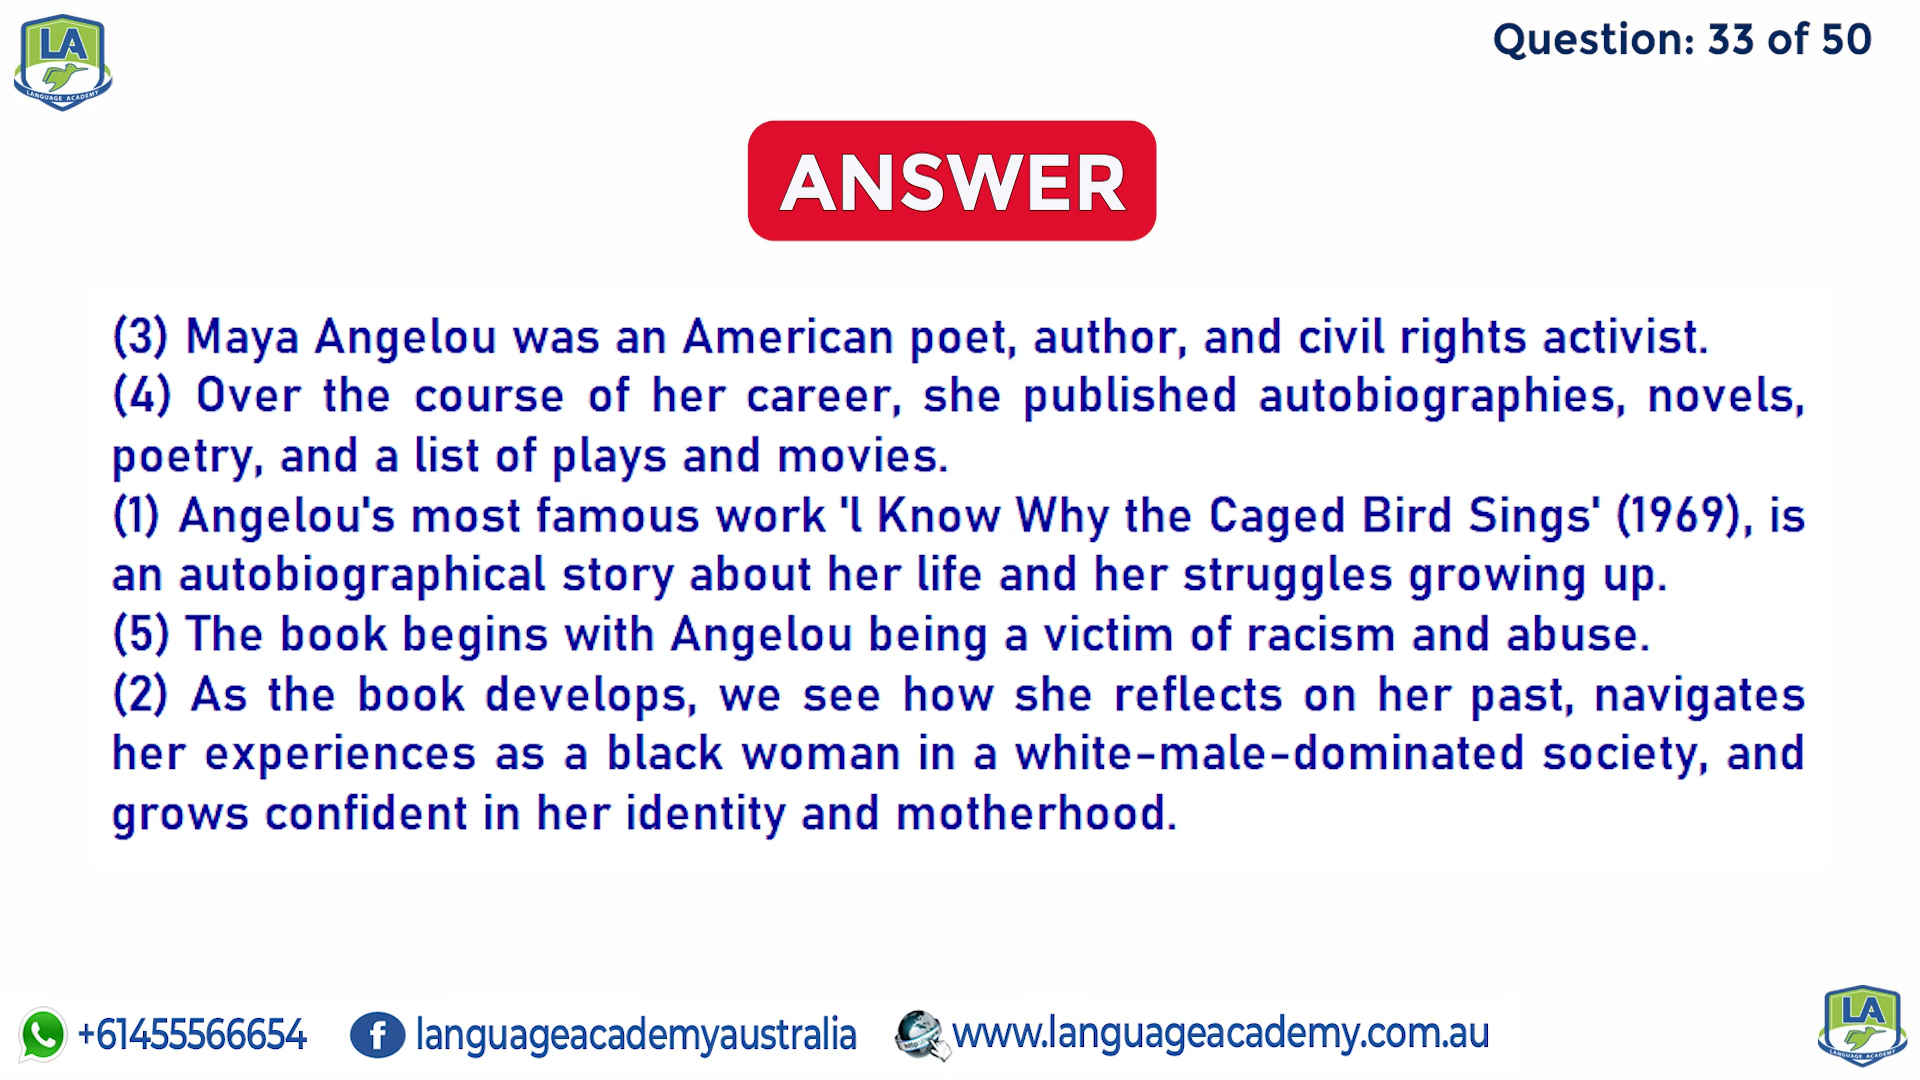 LA
LANGUAGE ACADEMY
Question: 33 of 50
ANSWER
(3) Maya Angelou was an American poet, author, and civil rights activist.
(4) Over the course of her career, she published autobiographies, novels,
poetry, and a list of plays and movies.
(1) Angelou's most famous work 'l Know Why the Caged Bird Sings' (1969), is
an autobiographical story about her life and her struggles growing up.
(5) The book begins with Angelou being a victim of racism and abuse.
(2) As the book develops, we see how she reflects on her past, navigates
her experiences as a black woman in a white-male-dominated society, and
grows confident in her identity and motherhood.
+61455566654 f languageacademyaustralia http:\\ www.languageacademy.com.au
LA
LANGUAGE ACADEMY